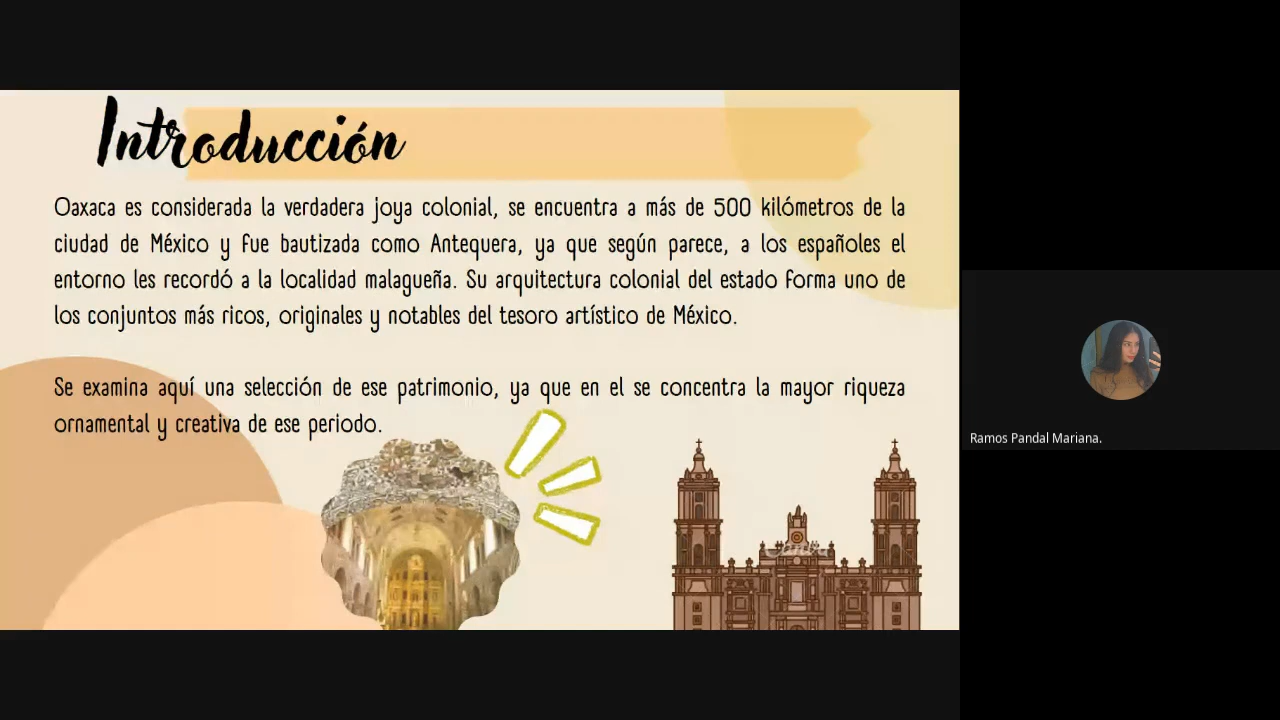 Introducción
Oaxaca es considerada la verdadera joya colonial, se encuentra a más de 500 kilómetros de la
ciudad de México y fue bautizada como Antequera, ya que según parece, a los españoles el
entorno les recordó a la localidad malagueña. Su arquitectura colonial del estado forma uno de
los conjuntos más ricos, originales y notables del tesoro artístico de México.
Se examina aquí una selección de ese patrimonio, ya que en el se concentra la mayor riqueza
ornamental y creativa de ese periodo.
Ramos Pandal Mariana.